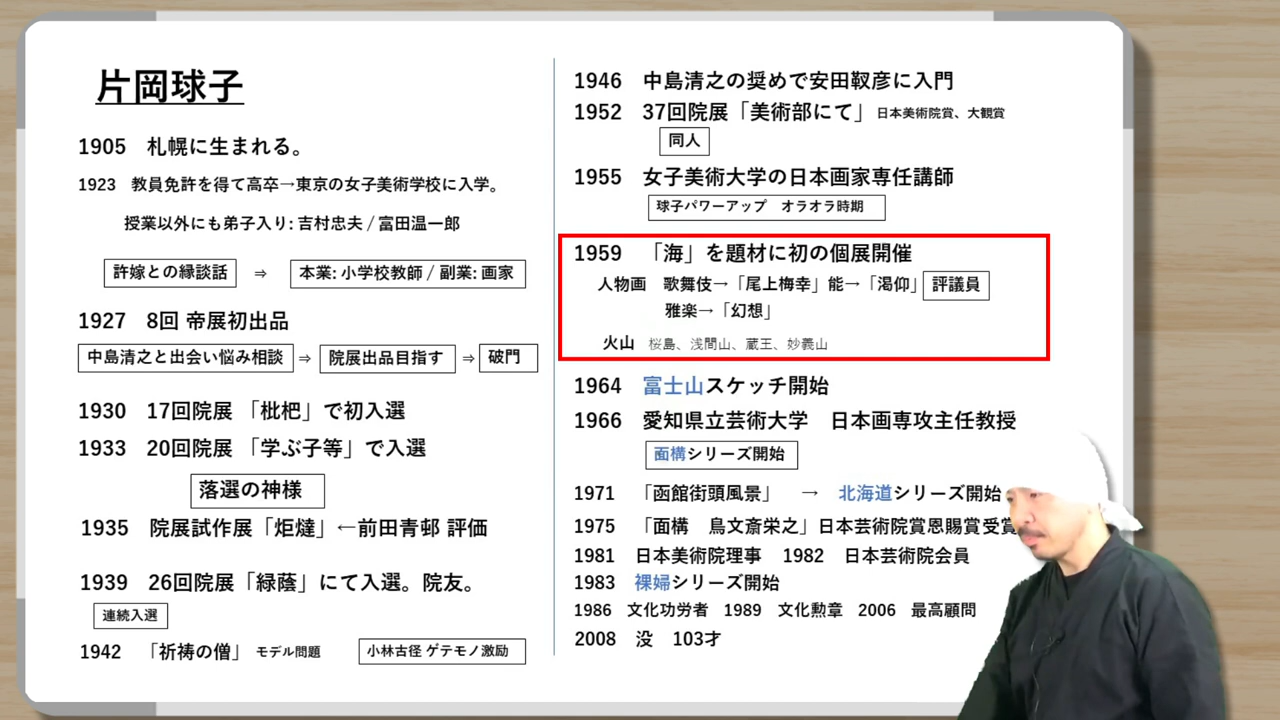 片岡球子
1905 札幌に生まれる。
1923 教員免許を得て高卒→東京の女子美術学校に入学。
授業以外にも弟子入り: 吉村忠夫 / 富田温一郎
許嫁との縁談話 ⇒ 本業: 小学校教師 / 副業: 画家
1927 8回 帝展初出品
中島清之と出会い悩み相談 ⇒ 院展出品目指す ⇒ 破門
1930 17回院展 「枇杷」で初入選
1933 20回院展 「学ぶ子等」で入選
落選の神様
1935 院展試作展「炬燵」←前田青邨 評価
1939 26回院展「緑蔭」にて入選。院友。
連続入選
1942 「祈祷の僧」 モデル問題 小林古径 ゲテモノ激励
1946 中島清之の奨めで安田靫彦に入門
1952 37回院展「美術部にて」 日本美術院賞、大観賞
同人
1955 女子美術大学の日本画家専任講師
球子パワーアップ オラオラ時期
1959 「海」を題材に初の個展開催
人物画 歌舞伎→「尾上梅幸」能→「渇仰」 評議員
雅楽→「幻想」
火山 桜島、浅間山、蔵王、妙義山
1964 富士山スケッチ開始
1966 愛知県立芸術大学 日本画専攻主任教授
面構シリーズ開始
1971 「函館街頭風景」 → 北海道シリーズ開始
1975 「面構 鳥文斎栄之」日本芸術院賞恩賜賞受賞
1981 日本美術院理事 1982 日本芸術院会員
1983 裸婦シリーズ開始
1986 文化功労者 1989 文化勲章 2006 最高顧問
2008 没 103才